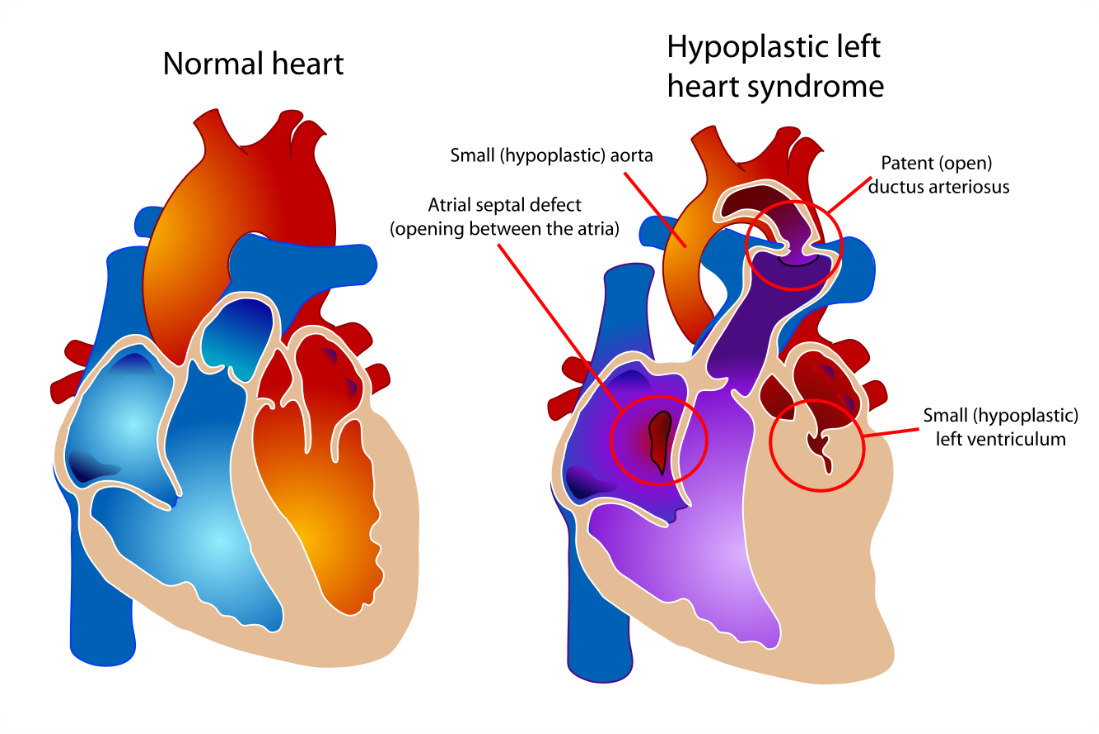 Normal heart
Hypoplastic left
heart syndrome
Small (hypoplastic) aorta
Atrial septal defect
(opening between the atria)
Patent (open)
ductus arteriosus
Small (hypoplastic)
left ventriculum